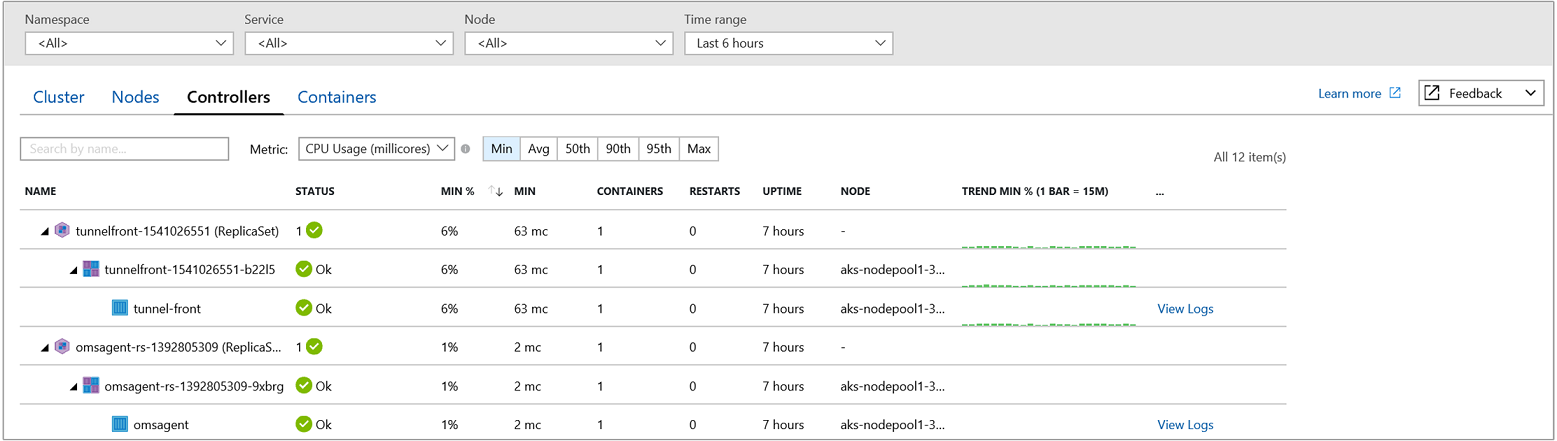 Namespace Service Node Time range
<All> <All> <All> Last 6 hours
Cluster Nodes Controllers Containers Learn more Feedback
Search by name... Metric: CPU Usage (millicores) Min Avg 50th 90th 95th Max
All 12 item(s)
NAME STATUS MIN % MIN CONTAINERS RESTARTS UPTIME NODE TREND MIN % (1 BAR = 15M) ...
tunnelfront-1541026551 (ReplicaSet) 1 6% 63 mc 1 0 7 hours -
tunnelfront-1541026551-b22l5 Ok 6% 63 mc 1 0 7 hours aks-nodepool1-3...
tunnel-front Ok 6% 63 mc 1 0 7 hours aks-nodepool1-3... View Logs
omsagent-rs-1392805309 (ReplicaS... 1 1% 2 mc 1 0 7 hours -
omsagent-rs-1392805309-9xbrg Ok 1% 2 mc 1 0 7 hours aks-nodepool1-3...
omsagent Ok 1% 2 mc 1 0 7 hours aks-nodepool1-3... View Logs